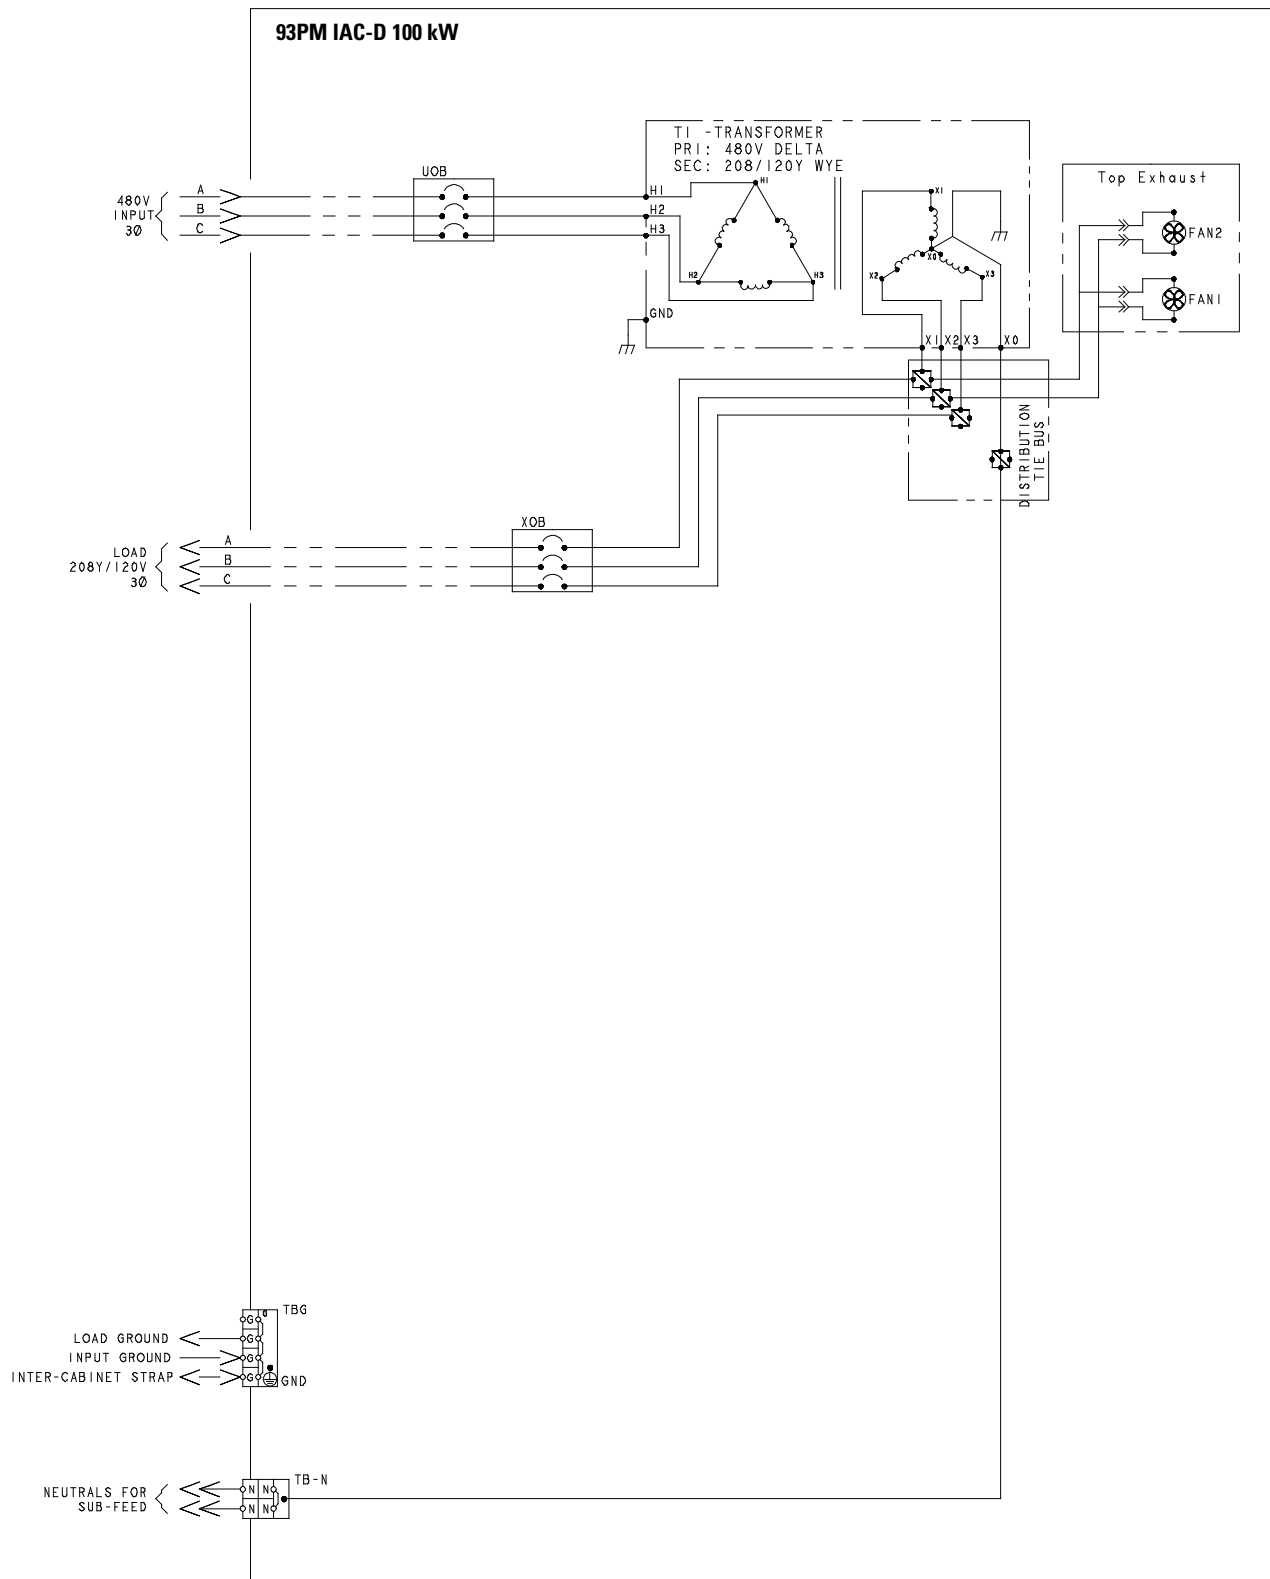 93PM IAC-D 100 kW
T1 -TRANSFORMER
PRI: 480V DELTA
SEC: 208/120Y WYE
UOB
Top Exhaust
480V
INPUT
3Ø
A
B
C
H1
H2
H3
H1
H2
H3
X1
X0
X2
X3
FAN2
FAN1
GND
X1
X2
X3
X0
DISTRIBUTION
TIE BUS
XOB
LOAD
208Y/120V
3Ø
A
B
C
TBG
G
G
G
G
LOAD GROUND
INPUT GROUND
INTER-CABINET STRAP
GND
TB-N
NEUTRALS FOR
SUB-FEED
N N
N N